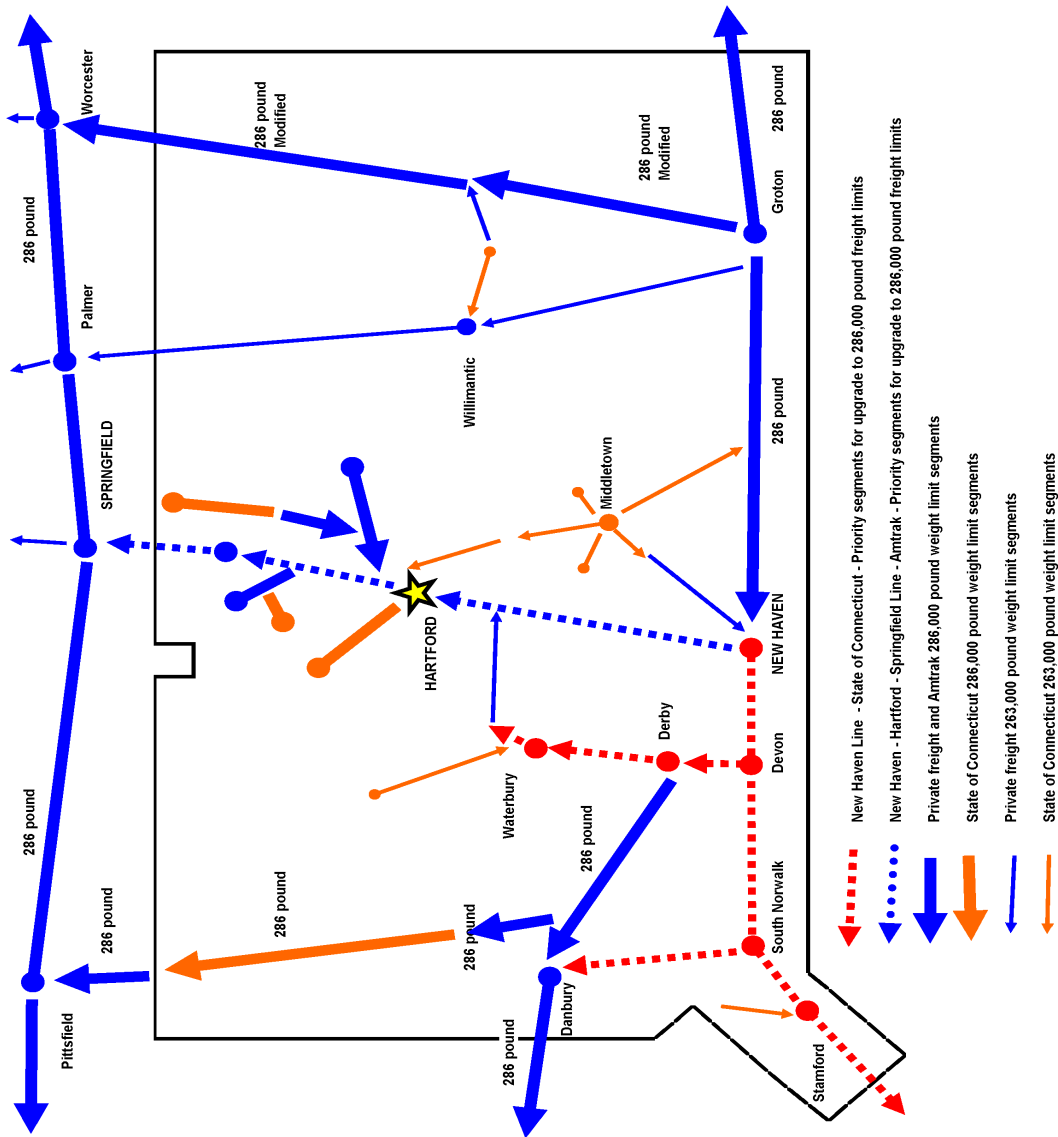 Worcester
286 pound
Palmer
SPRINGFIELD
286 pound
Pittsfield
286 pound
Modified
286 pound
Modified
286 pound
Groton
Willimantic
286 pound
Middletown
HARTFORD
NEW HAVEN
Derby
Devon
Waterbury
286 pound
286 pound
286 pound
286 pound
South Norwalk
Danbury
286 pound
Stamford
New Haven Line - State of Connecticut - Priority segments for upgrade to 286,000 pound freight limits
New Haven - Hartford - Springfield Line - Amtrak - Priority segments for upgrade to 286,000 pound freight limits
Private freight and Amtrak 286,000 pound weight limit segments
State of Connecticut 286,000 pound weight limit segments
Private freight 263,000 pound weight limit segments
State of Connecticut 263,000 pound weight limit segments